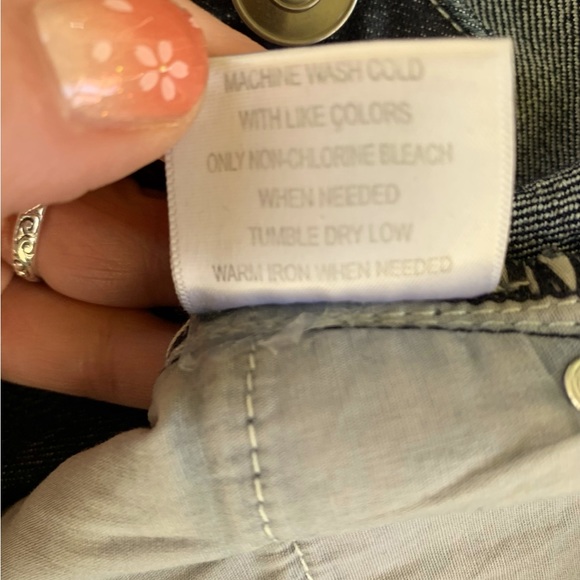 MACHINE WASH COLD
WITH LIKE COLORS
ONLY NON-CHLORINE BLEACH
WHEN NEEDED
TUMBLE DRY LOW
WARM IRON WHEN NEEDED